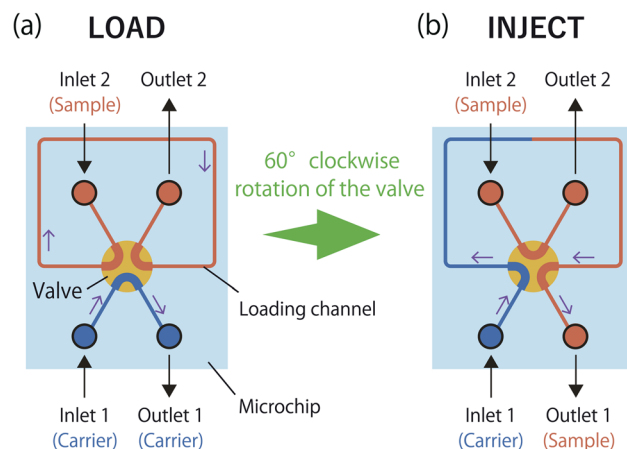 (a) LOAD
Inlet 2
(Sample)
Outlet 2
Valve
Loading channel
Microchip
Inlet 1
(Carrier)
Outlet 1
(Carrier)
60° clockwise
rotation of the valve
(b) INJECT
Inlet 2
(Sample)
Outlet 2
Inlet 1
(Carrier)
Outlet 1
(Sample)